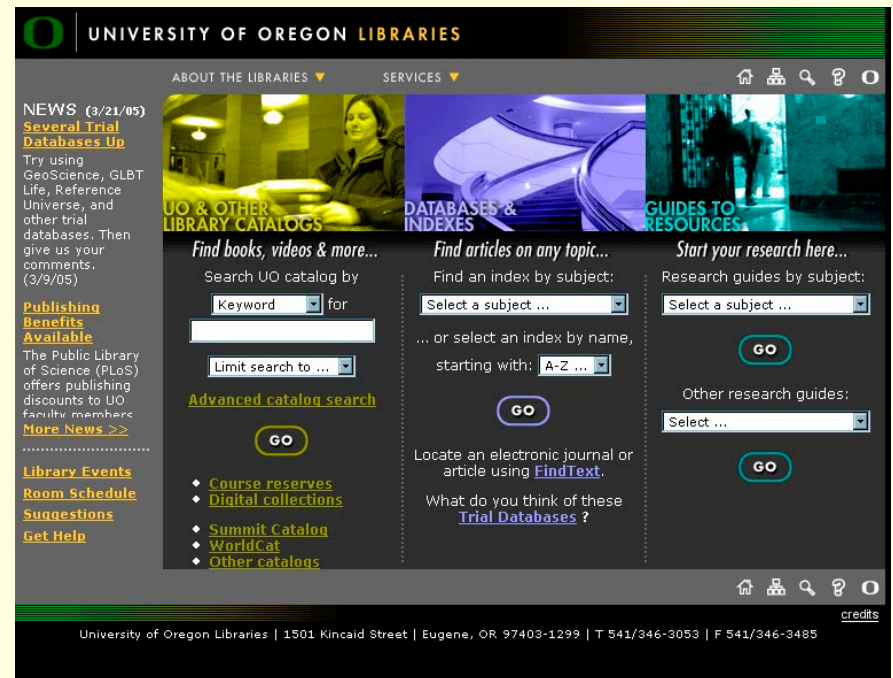 UNIVERSITY OF OREGON LIBRARIES
ABOUT THE LIBRARIES ▼ SERVICES ▼
NEWS (3/21/05)
Several Trial
Databases Up
Try using
GeoScience, GLBT
Life, Reference
Universe, and
other trial
databases. Then
give us your
comments.
(3/9/05)
Publishing
Benefits
Available
The Public Library
of Science (PLoS)
offers publishing
discounts to UO
faculty members
More News >>
Library Events
Room Schedule
Suggestions
Get Help
UO & OTHER
LIBRARY CATALOGS
Find books, videos & more...
Search UO catalog by
Keyword for
Limit search to ...
Advanced catalog search
GO
Course reserves
Digital collections
Summit Catalog
WorldCat
Other catalogs
DATABASES &
INDEXES
Find articles on any topic...
Find an index by subject:
Select a subject ...
... or select an index by name,
starting with: A-Z ...
GO
Locate an electronic journal or
article using FindText.
What do you think of these
Trial Databases ?
GUIDES TO
RESOURCES
Start your research here...
Research guides by subject:
Select a subject ...
GO
Other research guides:
Select ...
GO
credits
University of Oregon Libraries | 1501 Kincaid Street | Eugene, OR 97403-1299 | T 541/346-3053 | F 541/346-3485